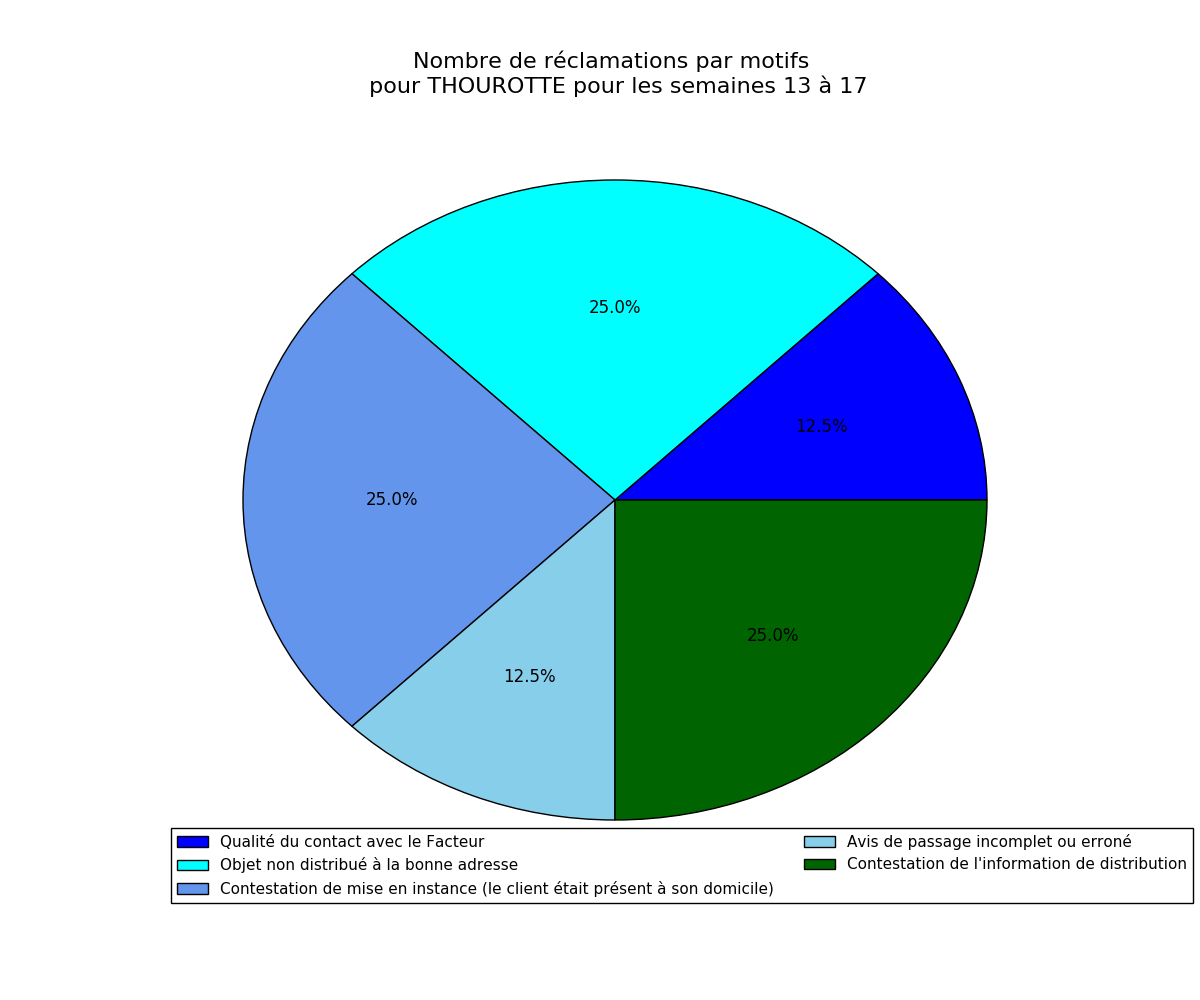 Nombre de réclamations par motifs
pour THOUROTTE pour les semaines 13 à 17
25.0%
12.5%
25.0%
25.0%
12.5%
Qualité du contact avec le Facteur
Objet non distribué à la bonne adresse
Contestation de mise en instance (le client était présent à son domicile)
Avis de passage incomplet ou erroné
Contestation de l'information de distribution